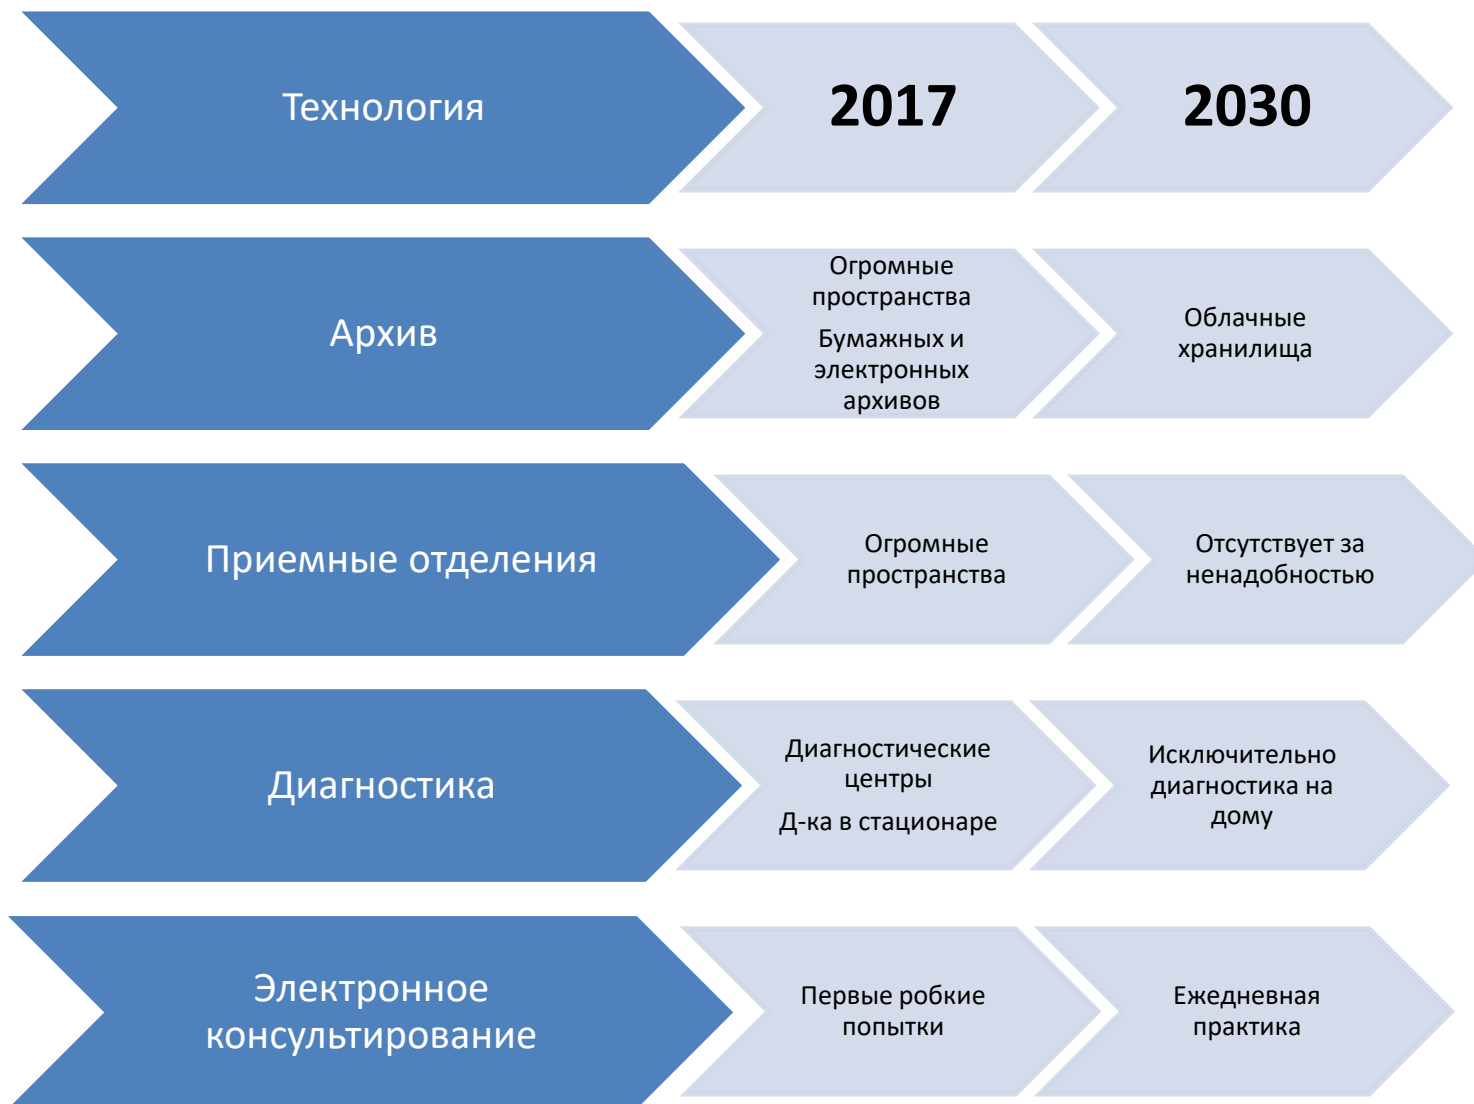 Технология
2017
2030
Архив
Огромные
пространства
Бумажных и
электронных
архивов
Облачные
хранилища
Приемные отделения
Огромные
пространства
Отсутствует за
ненадобностью
Диагностика
Диагностические
центры
Д-ка в стационаре
Исключительно
диагностика на
дому
Электронное
консультирование
Первые робкие
попытки
Ежедневная
практика